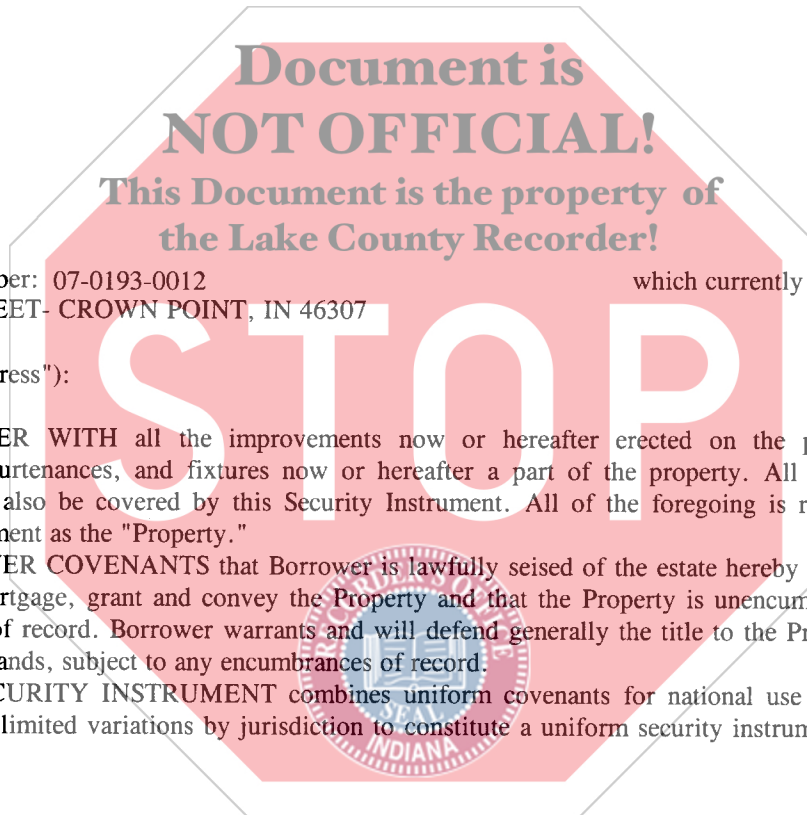 Document is
NOT OFFICIAL!
This Document is the property of
the Lake County Recorder!
ber: 07-0193-0012 which currently
EET- CROWN POINT, IN 46307
ress"):
STOP
ER WITH all the improvements now or hereafter erected on the
urtenances, and fixtures now or hereafter a part of the property. All
also be covered by this Security Instrument. All of the foregoing is r
nent as the "Property."
ER COVENANTS that Borrower is lawfully seised of the estate hereby
rtgage, grant and convey the Property and that the Property is unencum
of record. Borrower warrants and will defend generally the title to the Pr
ands, subject to any encumbrances of record.
CURITY INSTRUMENT combines uniform covenants for national use
limited variations by jurisdiction to constitute a uniform security instrum
RECORDER'S OFFICE
SEAL
INDIANA